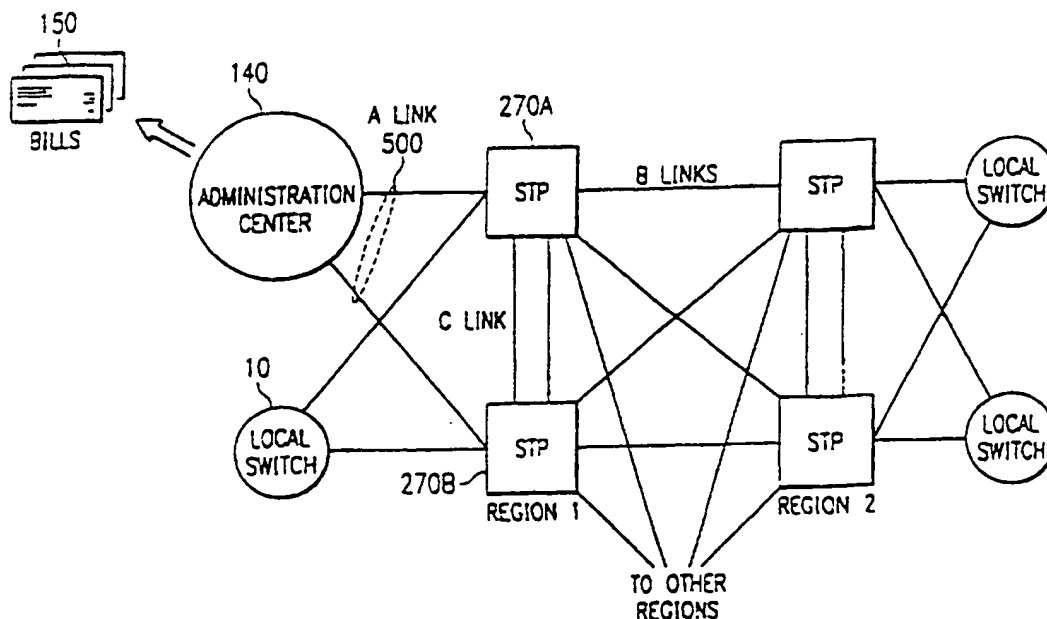 150
BILLS
140
ADMINISTRATION
CENTER
A LINK
500
270A
STP
B LINKS
STP
LOCAL
SWITCH
C LINK
10
LOCAL
SWITCH
STP
270B
REGION 1
STP
REGION 2
LOCAL
SWITCH
TO OTHER
REGIONS